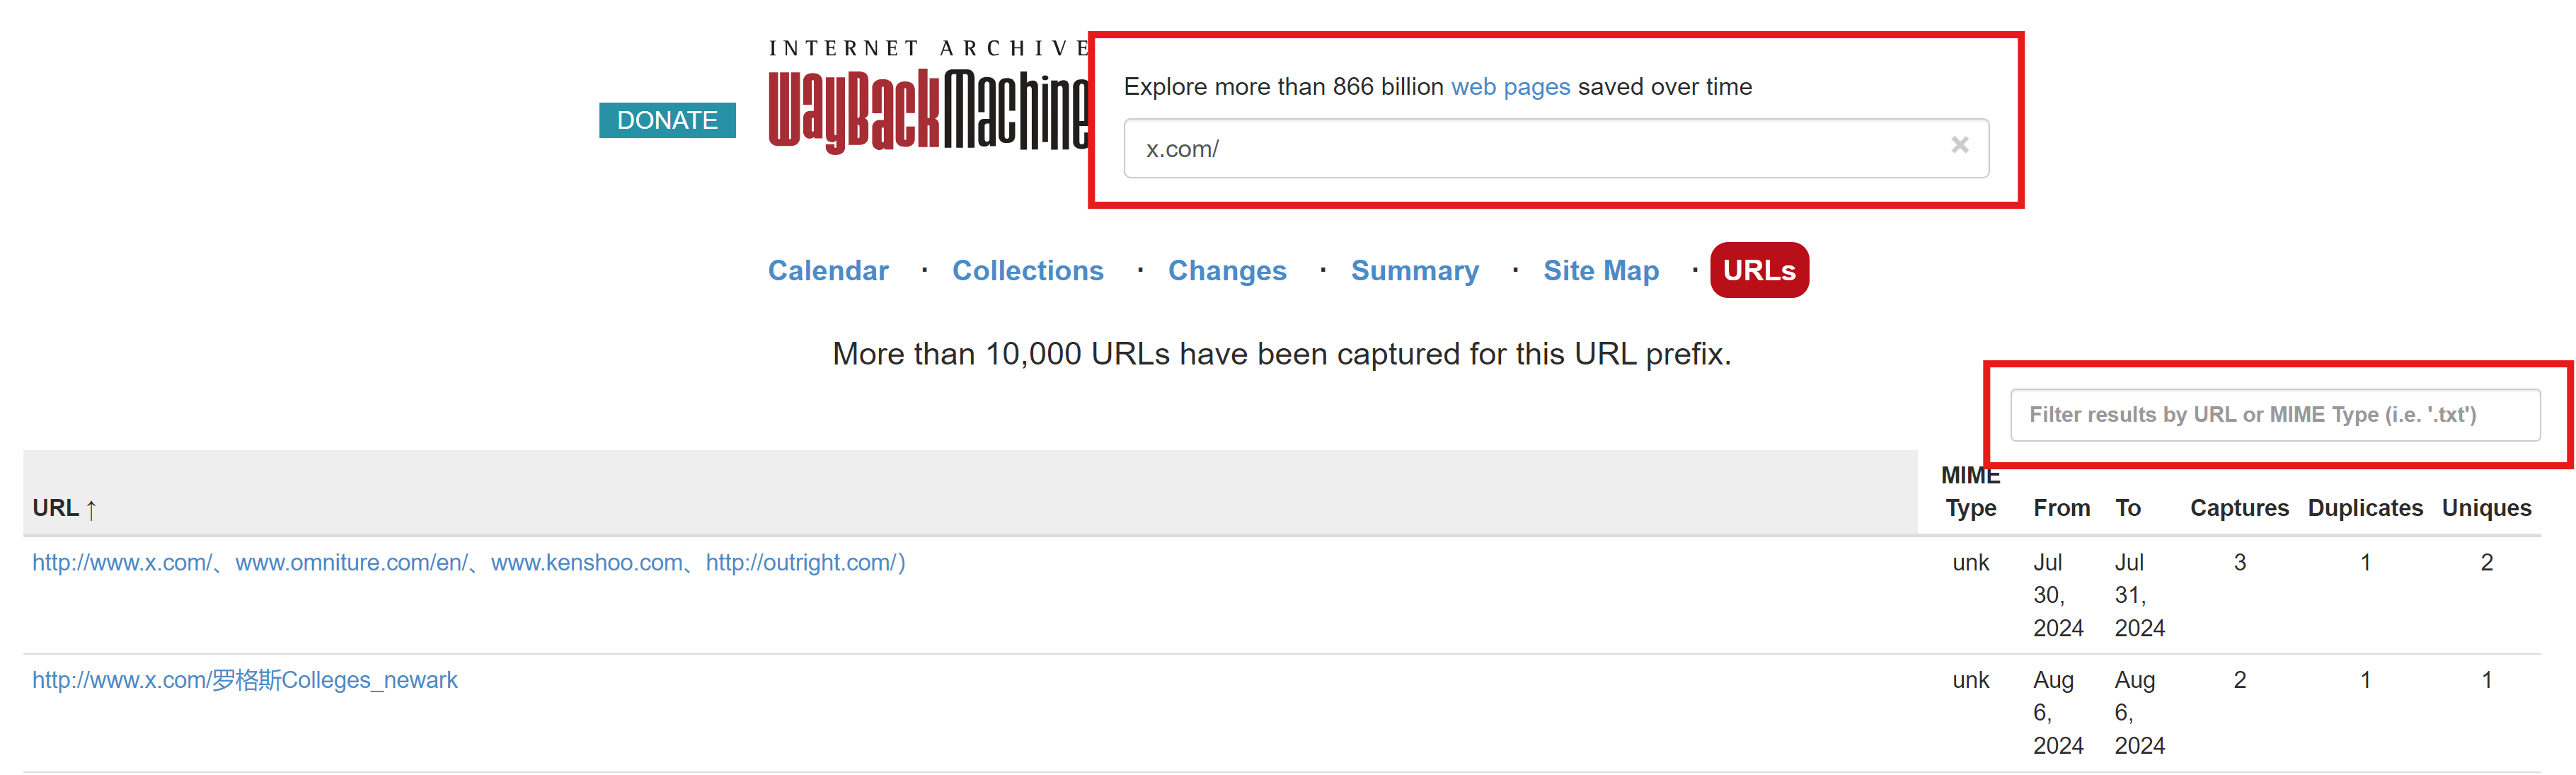 INTERNET ARCHIVE
WayBackMachine
DONATE
Explore more than 866 billion web pages saved over time
x.com/
Calendar · Collections · Changes · Summary · Site Map · URLs
More than 10,000 URLs have been captured for this URL prefix.
Filter results by URL or MIME Type (i.e. '.txt')
URL ↑ MIME Type From To Captures Duplicates Uniques
http://www.x.com/、www.omniture.com/en/、www.kenshoo.com、http://outright.com/） unk Jul 30, 2024 Jul 31, 2024 3 1 2
http://www.x.com/罗格斯Colleges_newark unk Aug 6, 2024 Aug 6, 2024 2 1 1